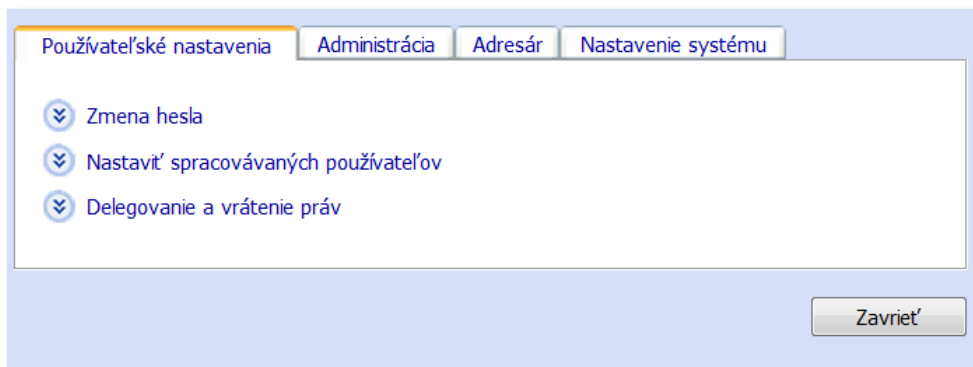 Používateľské nastavenia Administrácia Adresár Nastavenie systému
Zmena hesla
Nastaviť spracovávaných používateľov
Delegovanie a vrátenie práv
Zavrieť